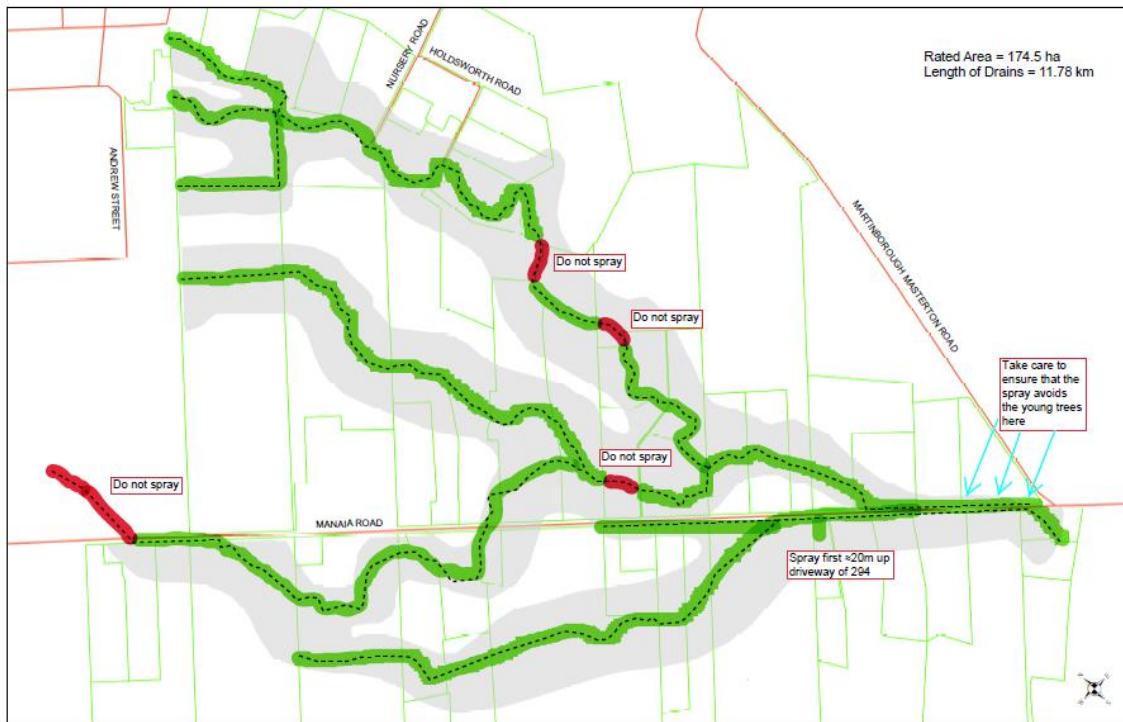 Rated Area = 174.5 ha
Length of Drains = 11.78 km
NURSERY ROAD
HOLDSWORTH ROAD
ANDREW STREET
MARTINBOROUGH MASTERTON ROAD
Do not spray
Do not spray
Take care to
ensure that the
spray avoids
the young trees
here
Do not spray
Do not spray
MANAIA ROAD
Spray first ≈20m up
driveway of 294